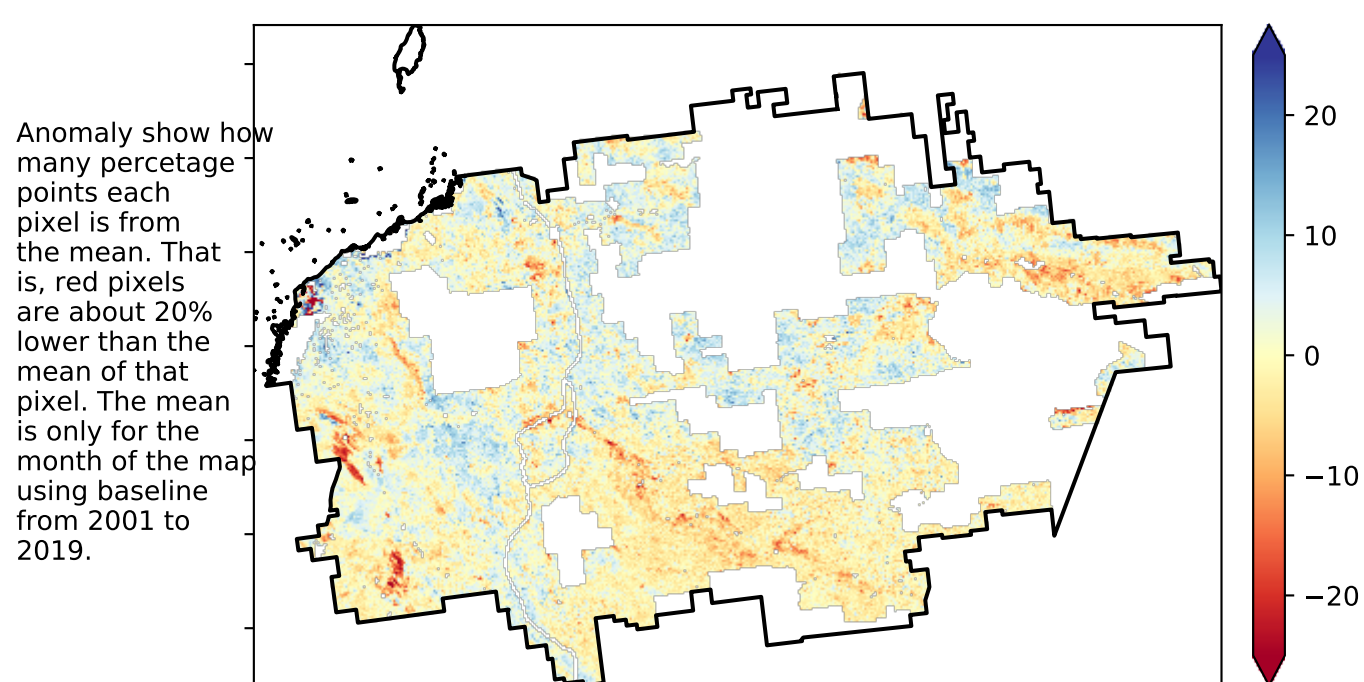 Anomaly show how
many percetage
points each
pixel is from
the mean. That
is, red pixels
are about 20%
lower than the
mean of that
pixel. The mean
is only for the
month of the map
using baseline
from 2001 to
2019.
20
10
0
−10
−20